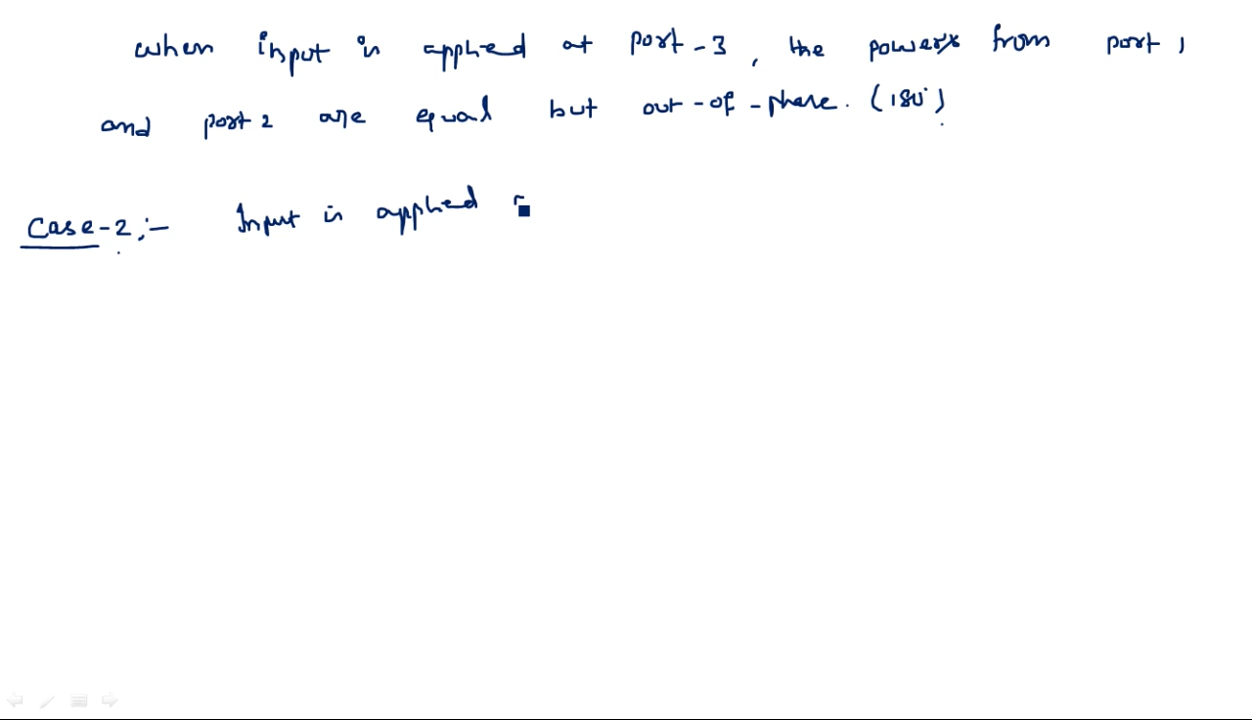 when input is applied at port-3, the powers from port 1
and port 2 are equal but out-of-phase. (180°)
Case-2:- Input is applied